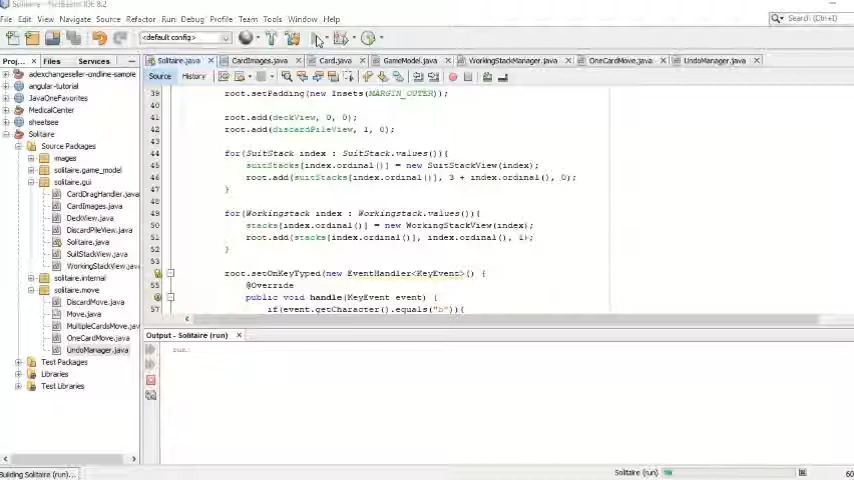 Solitaire - NetBeans IDE 8.2
File Edit View Navigate Source Refactor Run Debug Profile Team Tools Window Help
Search (Ctrl+I)
<default config>
Proj... Files Services
Solitaire.java CardImages.java Card.java GameModel.java WorkingStackManager.java OneCardMove.java UndoManager.java
Source History
adexchangeseller-cmdline-sample
angular-tutorial
JavaOneFavorites
MedicalCenter
sheetsee
Solitaire
Source Packages
images
solitaire.game_model
solitaire.gui
CardDragHandler.java
CardImages.java
DeckView.java
DiscardPileView.java
Solitaire.java
SuitStackView.java
WorkingStackView.java
solitaire.internal
solitaire.move
DiscardMove.java
Move.java
MultipleCardsMove.java
OneCardMove.java
UndoManager.java
Test Packages
Libraries
Test Libraries
39 root.setPadding(new Insets(MARGIN_OUTER));
40
41 root.add(deckView, 0, 0);
42 root.add(discardPileView, 1, 0);
43
44 for(SuitStack index : SuitStack.values()){
45 suitStacks[index.ordinal()] = new SuitStackView(index);
46 root.add(suitStacks[index.ordinal()], 3 + index.ordinal(), 0);
47 }
48
49 for(Workingstack index : Workingstack.values()){
50 stacks[index.ordinal()] = new WorkingStackView(index);
51 root.add(stacks[index.ordinal()], index.ordinal(), 1);
52 }
53
root.setOnKeyTyped(new EventHandler<KeyEvent>() {
55 @Override
public void handle(KeyEvent event) {
57 if(event.getCharacter().equals("b")){
Output - Solitaire (run)
run:
Building Solitaire (run)...
Solitaire (run)
60